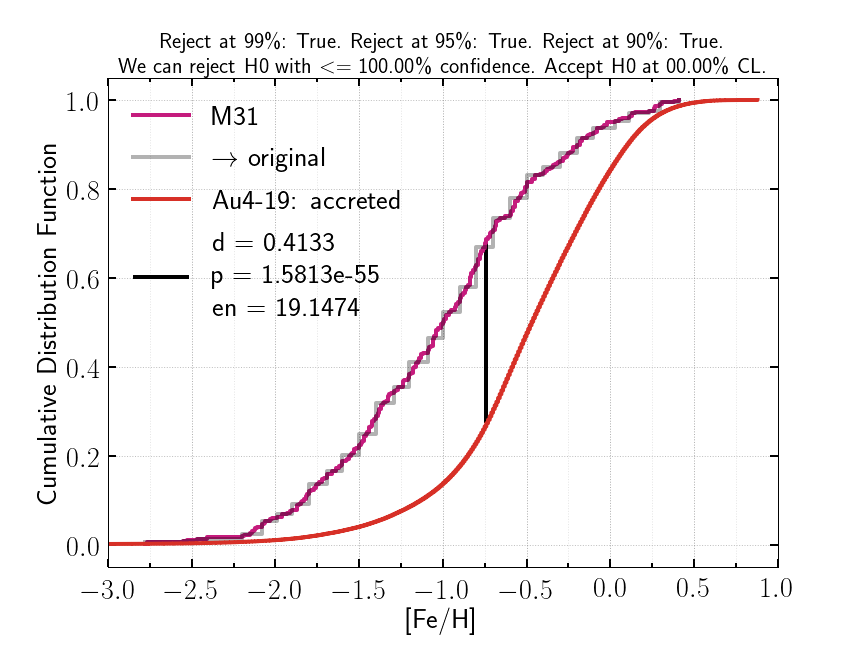 Reject at 99%: True. Reject at 95%: True. Reject at 90%: True.
We can reject H0 with <= 100.00% confidence. Accept H0 at 00.00% CL.
M31
→ original
Au4-19: accreted
d = 0.4133
p = 1.5813e-55
en = 19.1474
Cumulative Distribution Function
1.0
0.8
0.6
0.4
0.2
0.0
−3.0 −2.5 −2.0 −1.5 −1.0 −0.5 0.0 0.5 1.0
[Fe/H]